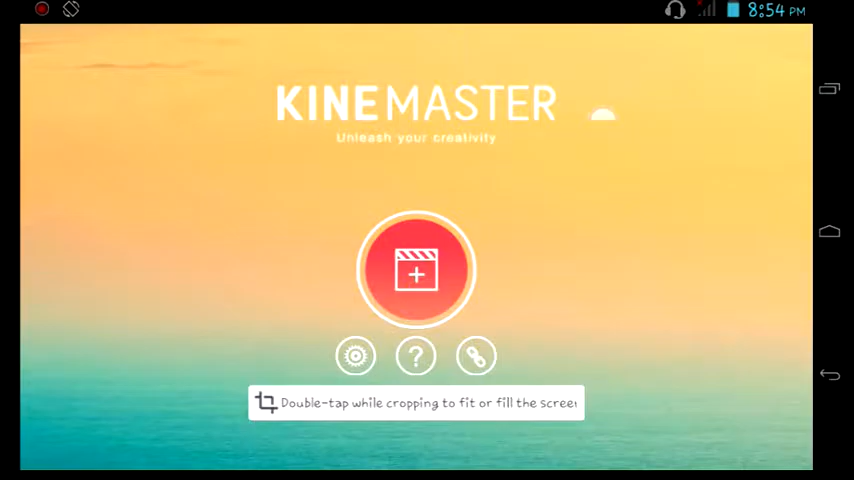 8:54 PM
KINEMASTER
Unleash your creativity
?
Double-tap while cropping to fit or fill the screen